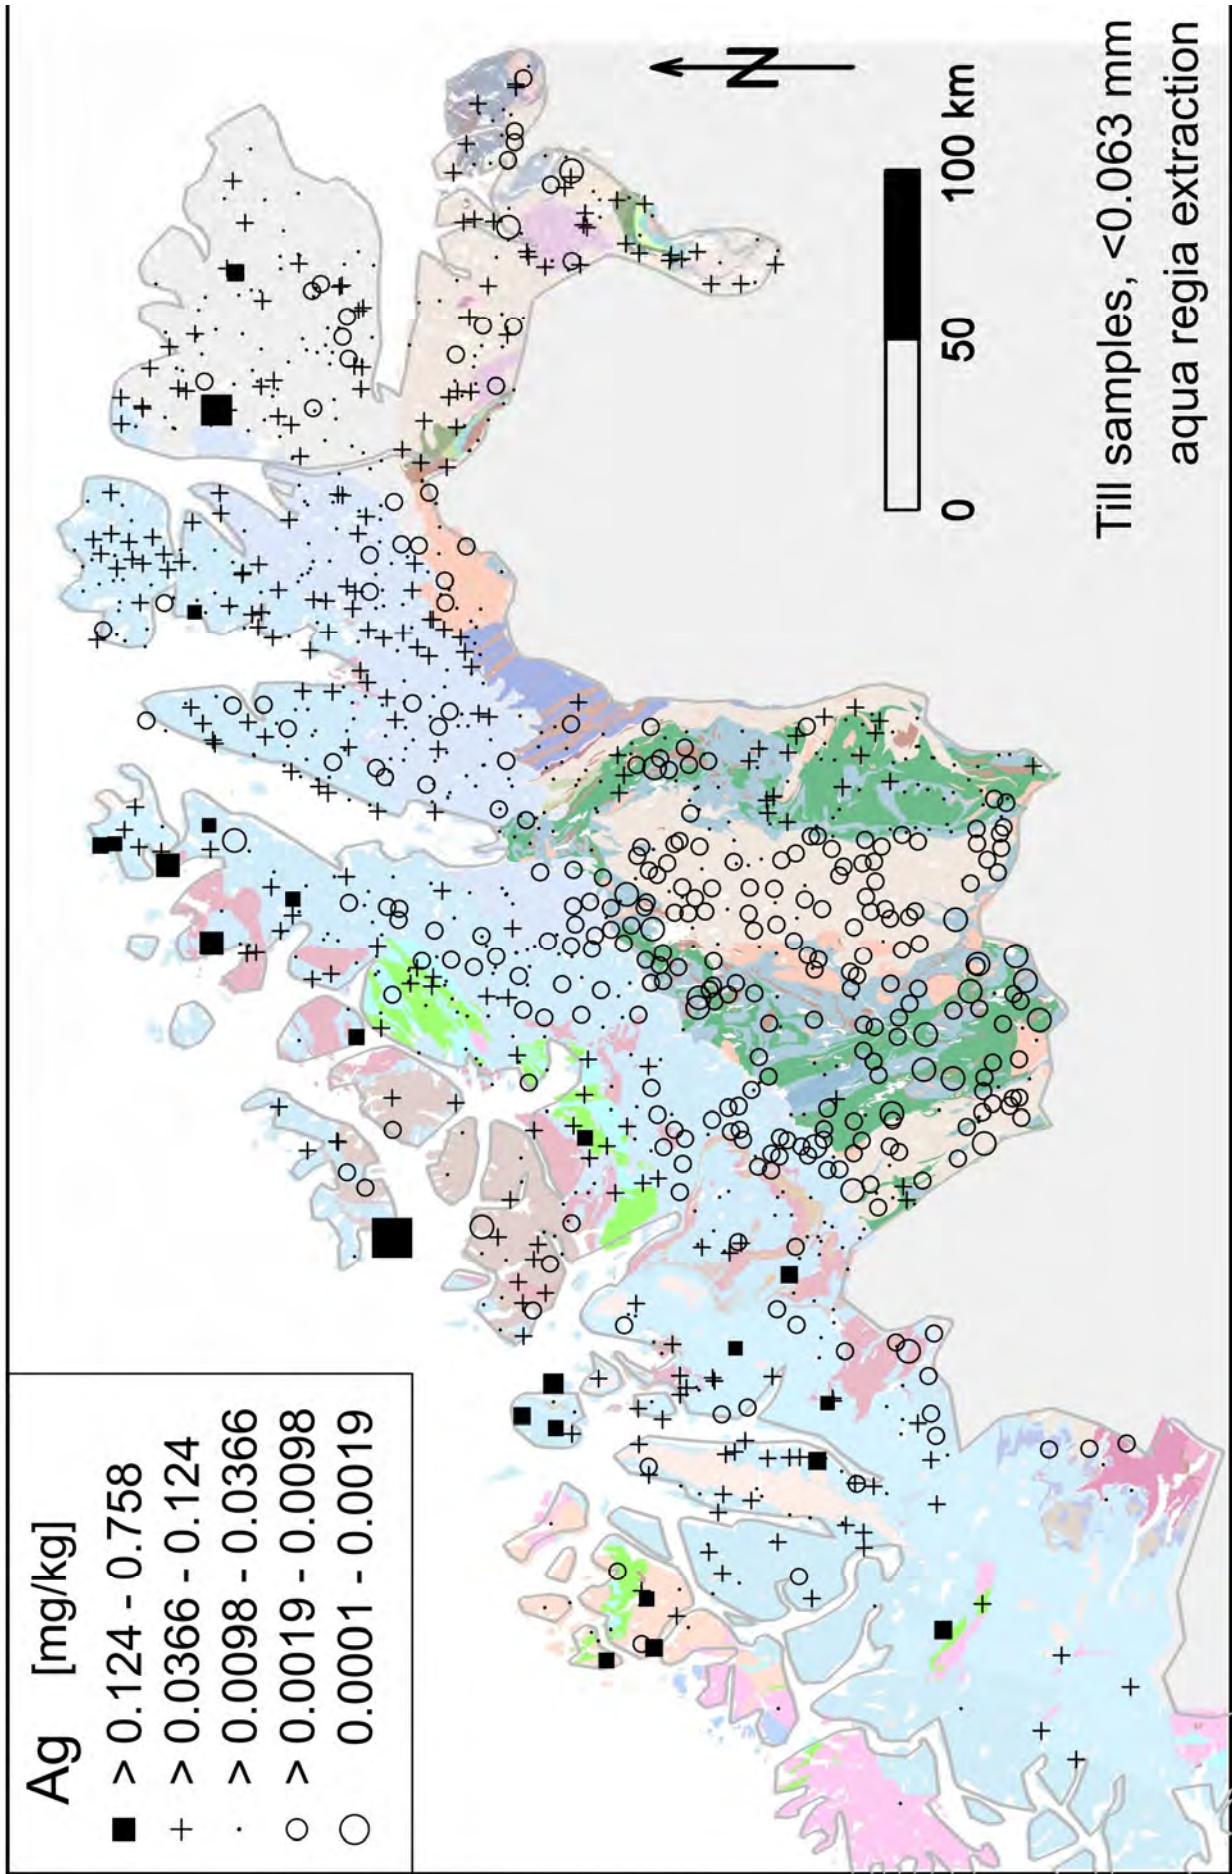 Ag [mg/kg]
> 0.124 - 0.758
> 0.0366 - 0.124
> 0.0098 - 0.0366
> 0.0019 - 0.0098
0.0001 - 0.0019
N
0 50 100 km
Till samples, <0.063 mm
aqua regia extraction